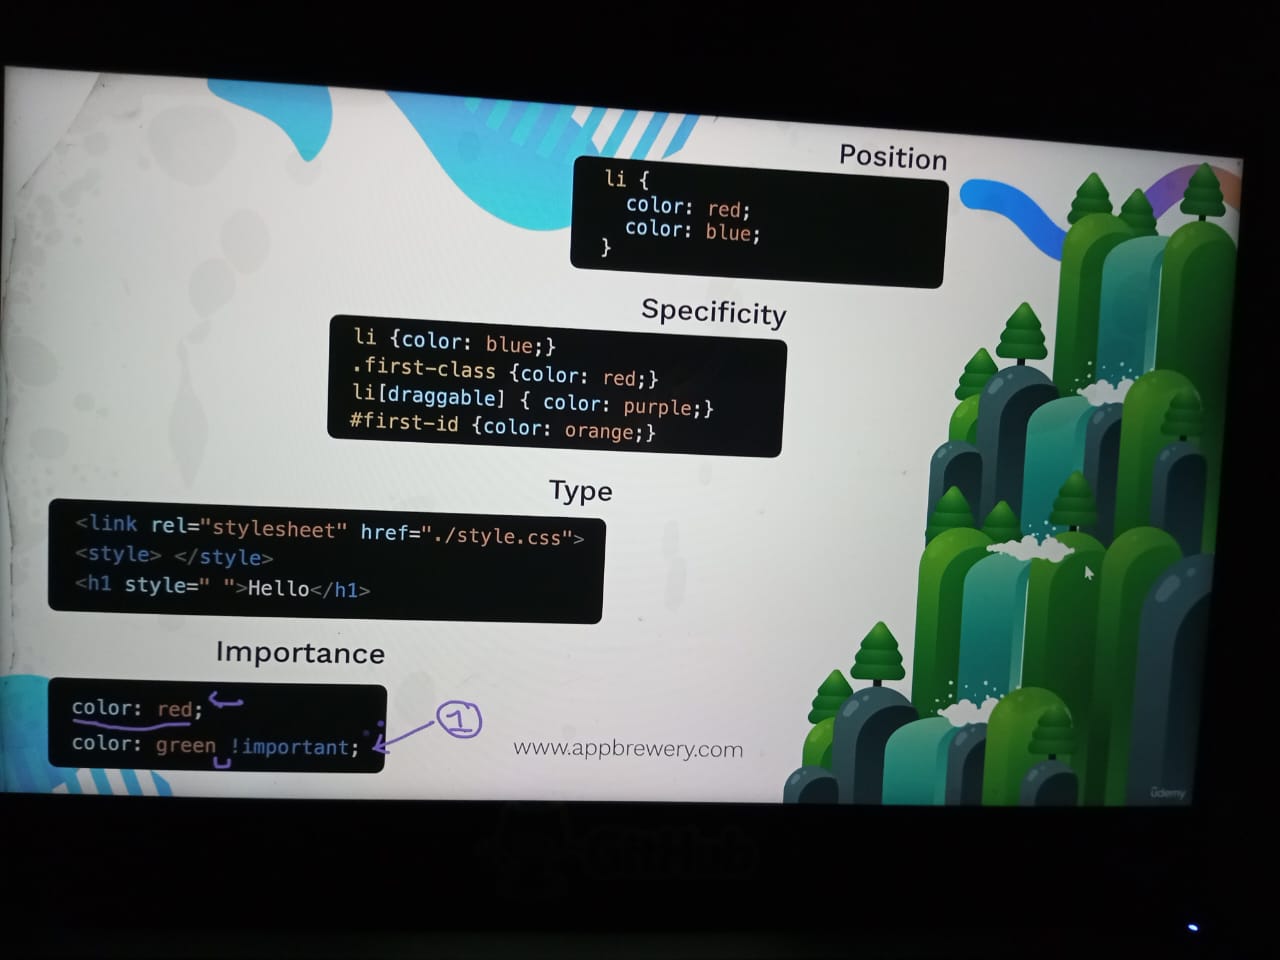 Position
li {
color: red;
color: blue;
}
Specificity
li {color: blue;}
.first-class {color: red;}
li[draggable] { color: purple;}
#first-id {color: orange;}
Type
<link rel="stylesheet" href="./style.css">
<style> </style>
<h1 style=" ">Hello</h1>
Importance
color: red;
color: green !important;
1
www.appbrewery.com
ûdemy
GitHub